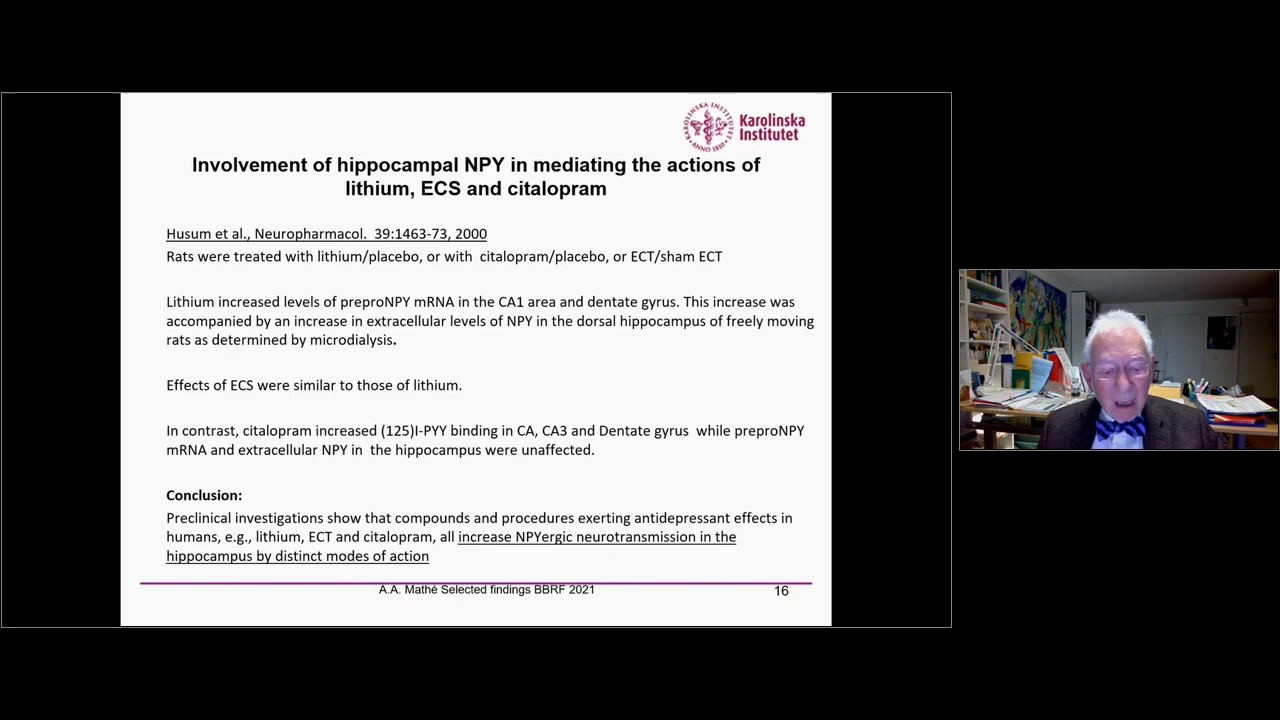 KAROLINSKA INSTITUTET
ANNO 1810
Karolinska
Institutet
Involvement of hippocampal NPY in mediating the actions of
lithium, ECS and citalopram
Husum et al., Neuropharmacol. 39:1463-73, 2000
Rats were treated with lithium/placebo, or with citalopram/placebo, or ECT/sham ECT
Lithium increased levels of preproNPY mRNA in the CA1 area and dentate gyrus. This increase was
accompanied by an increase in extracellular levels of NPY in the dorsal hippocampus of freely moving
rats as determined by microdialysis.
Effects of ECS were similar to those of lithium.
In contrast, citalopram increased (125)I-PYY binding in CA, CA3 and Dentate gyrus while preproNPY
mRNA and extracellular NPY in the hippocampus were unaffected.
Conclusion:
Preclinical investigations show that compounds and procedures exerting antidepressant effects in
humans, e.g., lithium, ECT and citalopram, all increase NPYergic neurotransmission in the
hippocampus by distinct modes of action
A.A. Mathé Selected findings BBRF 2021
16